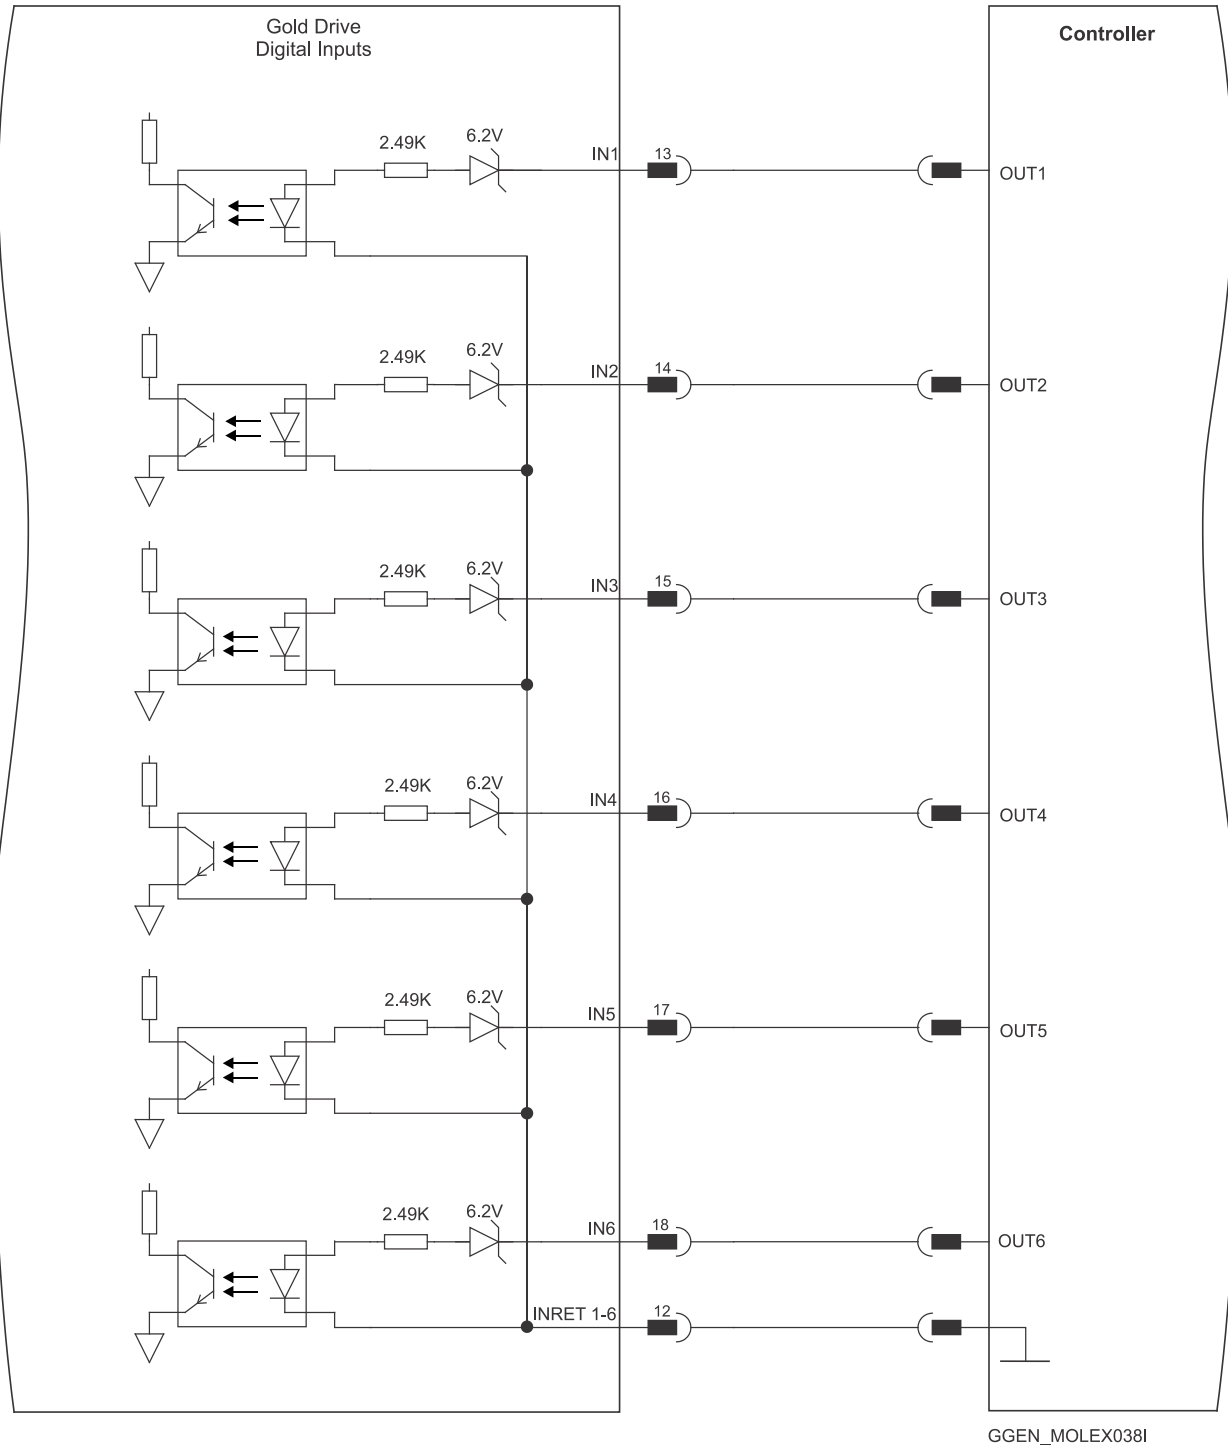 Gold Drive
Digital Inputs
Controller
2.49K
6.2V
IN1
13
OUT1
2.49K
6.2V
IN2
14
OUT2
2.49K
6.2V
IN3
15
OUT3
2.49K
6.2V
IN4
16
OUT4
2.49K
6.2V
IN5
17
OUT5
2.49K
6.2V
IN6
18
OUT6
INRET 1-6
12
GGEN_MOLEX038I